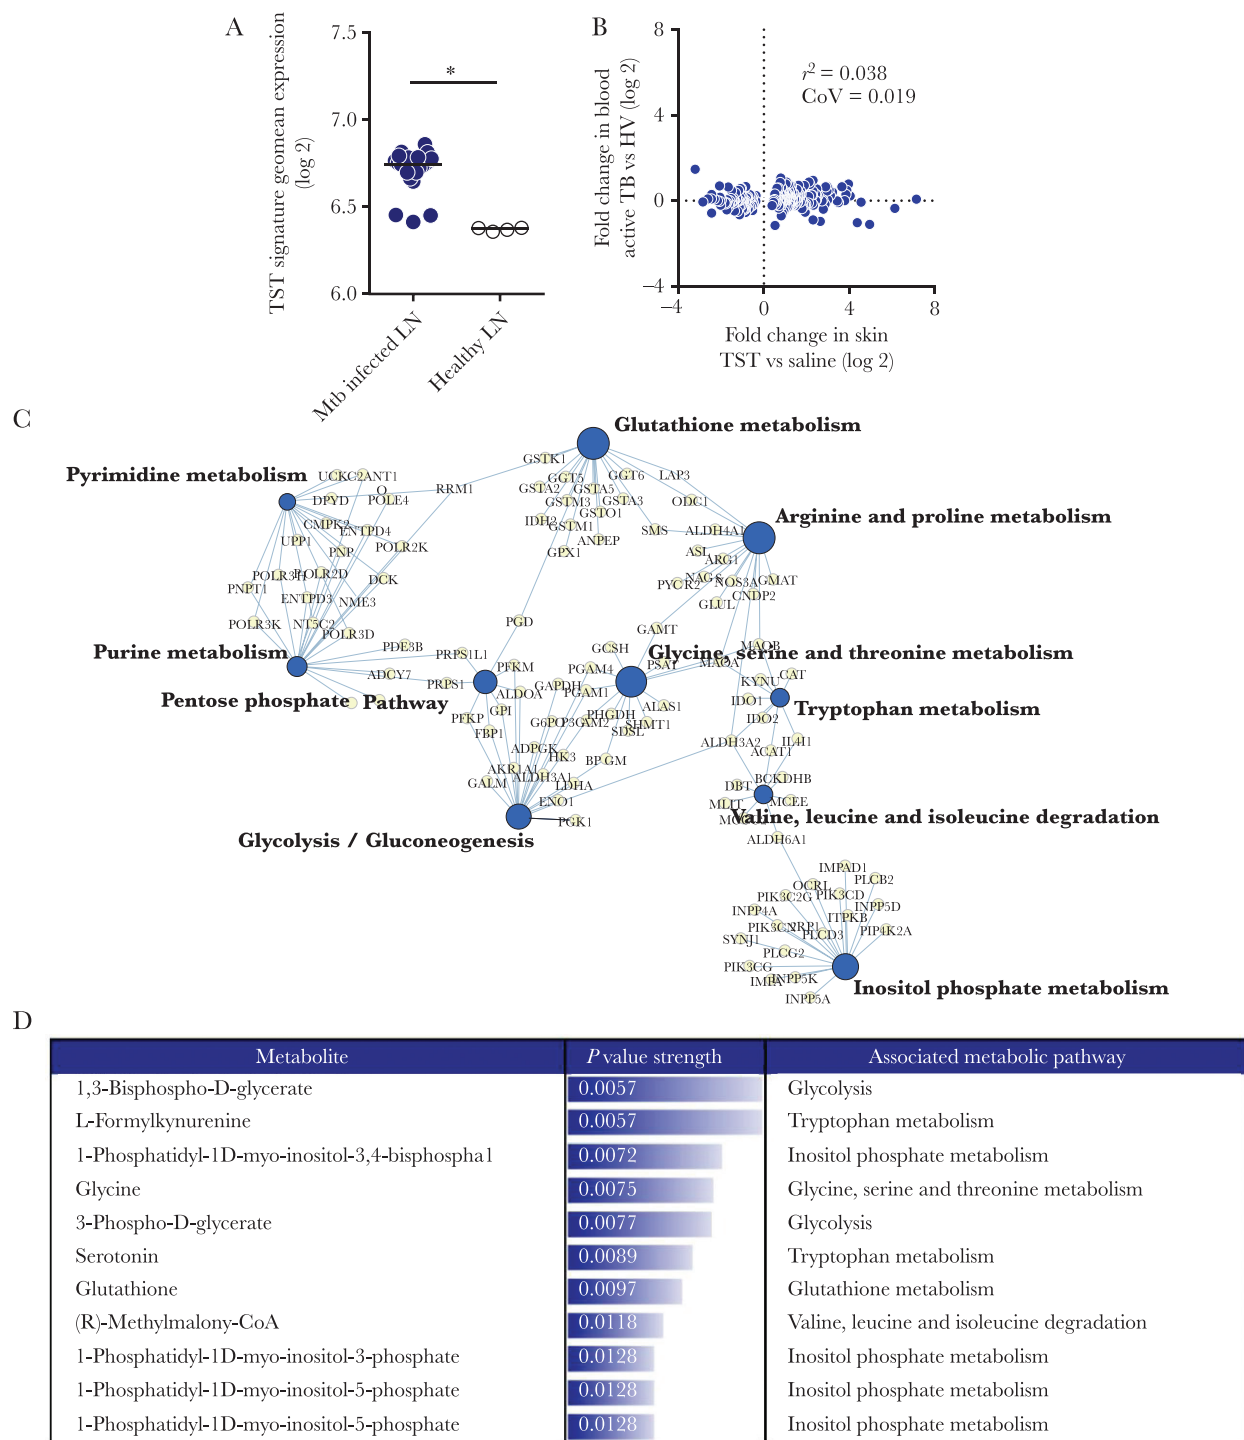 A
7.5
7.0
6.5
6.0
TST signature geomean expression
(log 2)
*
Mtb infected LN
Healthy LN
B
8
4
0
−4
Fold change in blood
active TB vs HV (log 2)
r² = 0.038
CoV = 0.019
−4
0
4
8
Fold change in skin
TST vs saline (log 2)
C
Glutathione metabolism
Pyrimidine metabolism
Arginine and proline metabolism
Purine metabolism
Glycine, serine and threonine metabolism
Pentose phosphate Pathway
Tryptophan metabolism
Valine, leucine and isoleucine degradation
Glycolysis / Gluconeogenesis
Inositol phosphate metabolism
UCKC2ANT1
O
DPYD
POLE4
RRM1
CMPK2
ENTPD4
UPP1
PNP
POLR2K
POLR3H
POLR2D
PNPT1
DCK
ENTPD3
NME3
POLR3K
NT5C2
POLR3D
PDE3B
ADCY7
PRPS1L1
PRPS1
GSTK1
GGT5
GGT6
LAP3
GSTA2
GSTA5
GSTM3
GSTA3
ODC1
IDH2
GSTO1
GSTM1
ANPEP
SMS
ALDH4A1
GPX1
PGD
ASL
ARG1
PYCR2
NAGS
NOS3A
GMAT
GLUL
CNDP2
GAMT
GCSH
PSAT
MAOA
MAOB
PFKM
PGAM4
GAPDH
PGAM1
ALDOA
KYNU
CAT
IDO1
IDO2
PFKP
GPI
FBP1
G6PC
P3GAM2
PHGDH
SHMT1
SDSL
ALAS1
ADPGK
HK3
BPGM
ALDH3A2
ACAT1
IL4I1
GALM
AKR1A1
ALDH3A1
LDHA
ENO1
PGK1
DBT
BCKDHB
MCEE
ALDH6A1
IMPAD1
OCRL
PLCB2
PIK3C2G
PIK3CD
INPP5D
INPP4A
ITPKB
PLCD3
PIP4K2A
SYNJ1
PLCG2
PIK3CG
INPP5K
INPP5A
D
Metabolite	P value strength	Associated metabolic pathway
1,3-Bisphospho-D-glycerate	0.0057	Glycolysis
L-Formylkynurenine	0.0057	Tryptophan metabolism
1-Phosphatidyl-1D-myo-inositol-3,4-bisphospha1	0.0072	Inositol phosphate metabolism
Glycine	0.0075	Glycine, serine and threonine metabolism
3-Phospho-D-glycerate	0.0077	Glycolysis
Serotonin	0.0089	Tryptophan metabolism
Glutathione	0.0097	Glutathione metabolism
(R)-Methylmalony-CoA	0.0118	Valine, leucine and isoleucine degradation
1-Phosphatidyl-1D-myo-inositol-3-phosphate	0.0128	Inositol phosphate metabolism
1-Phosphatidyl-1D-myo-inositol-5-phosphate	0.0128	Inositol phosphate metabolism
1-Phosphatidyl-1D-myo-inositol-5-phosphate	0.0128	Inositol phosphate metabolism